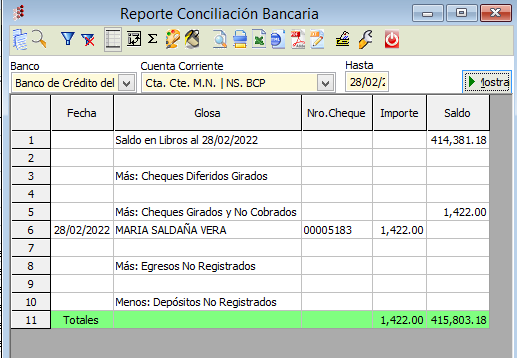 Reporte Conciliación Bancaria
Banco Cuenta Corriente Hasta
Banco de Crédito del Cta. Cte. M.N. | NS. BCP 28/02/2 Mostra
Fecha Glosa Nro.Cheque Importe Saldo
1 Saldo en Libros al 28/02/2022 414,381.18
2
3 Más: Cheques Diferidos Girados
4
5 Más: Cheques Girados y No Cobrados 1,422.00
6 28/02/2022 MARIA SALDAÑA VERA 00005183 1,422.00
7
8 Más: Egresos No Registrados
9
10 Menos: Depósitos No Registrados
11 Totales 1,422.00 415,803.18